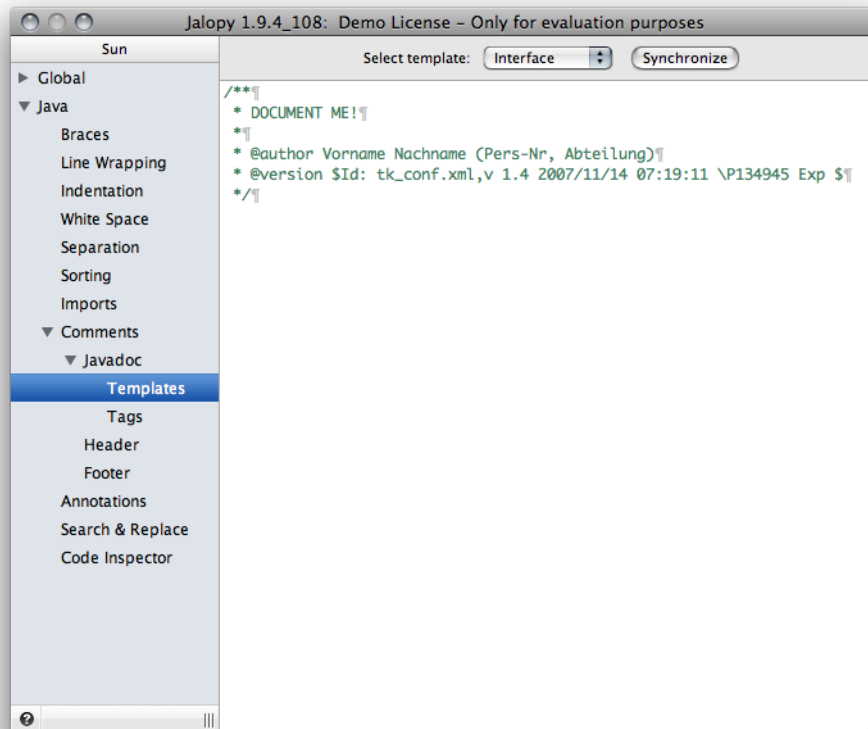 Jalopy 1.9.4_108: Demo License – Only for evaluation purposes
Sun
Select template: Interface Synchronize
Global
Java
Braces
Line Wrapping
Indentation
White Space
Separation
Sorting
Imports
Comments
Javadoc
Templates
Tags
Header
Footer
Annotations
Search & Replace
Code Inspector
/**¶
* DOCUMENT ME!¶
*¶
* @author Vorname Nachname (Pers-Nr, Abteilung)¶
* @version $Id: tk_conf.xml,v 1.4 2007/11/14 07:19:11 \P134945 Exp $¶
*/¶